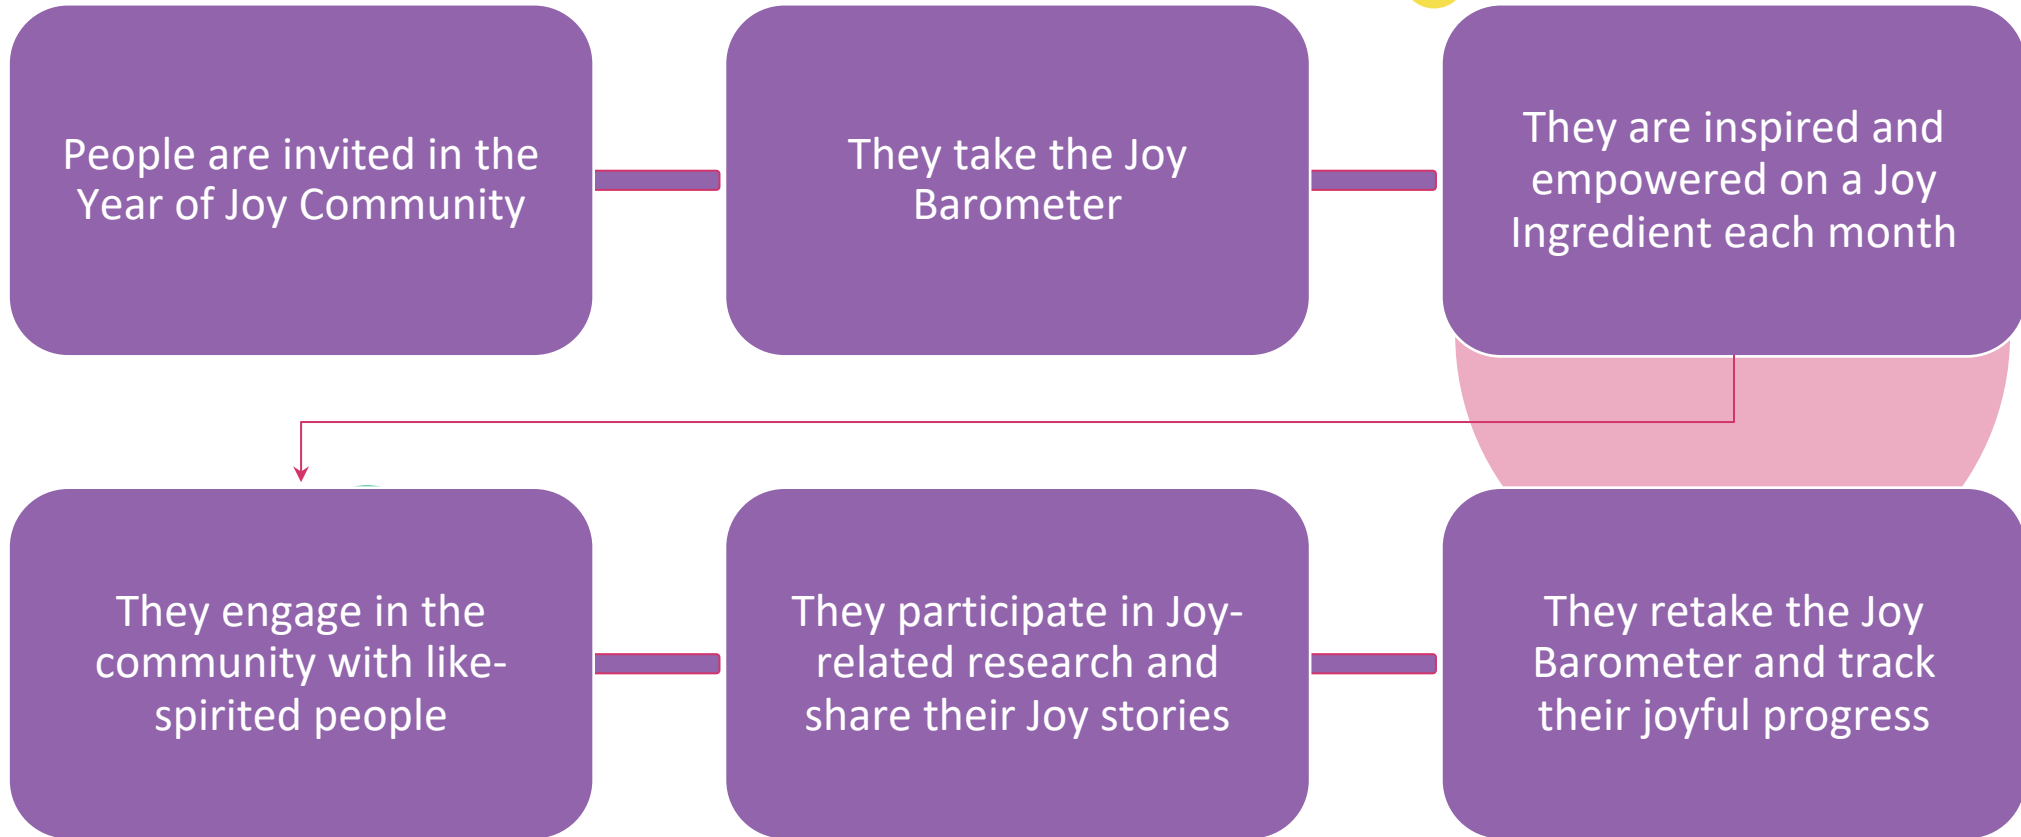 People are invited in the
Year of Joy Community
They take the Joy
Barometer
They are inspired and
empowered on a Joy
Ingredient each month
They engage in the
community with like-
spirited people
They participate in Joy-
related research and
share their Joy stories
They retake the Joy
Barometer and track
their joyful progress